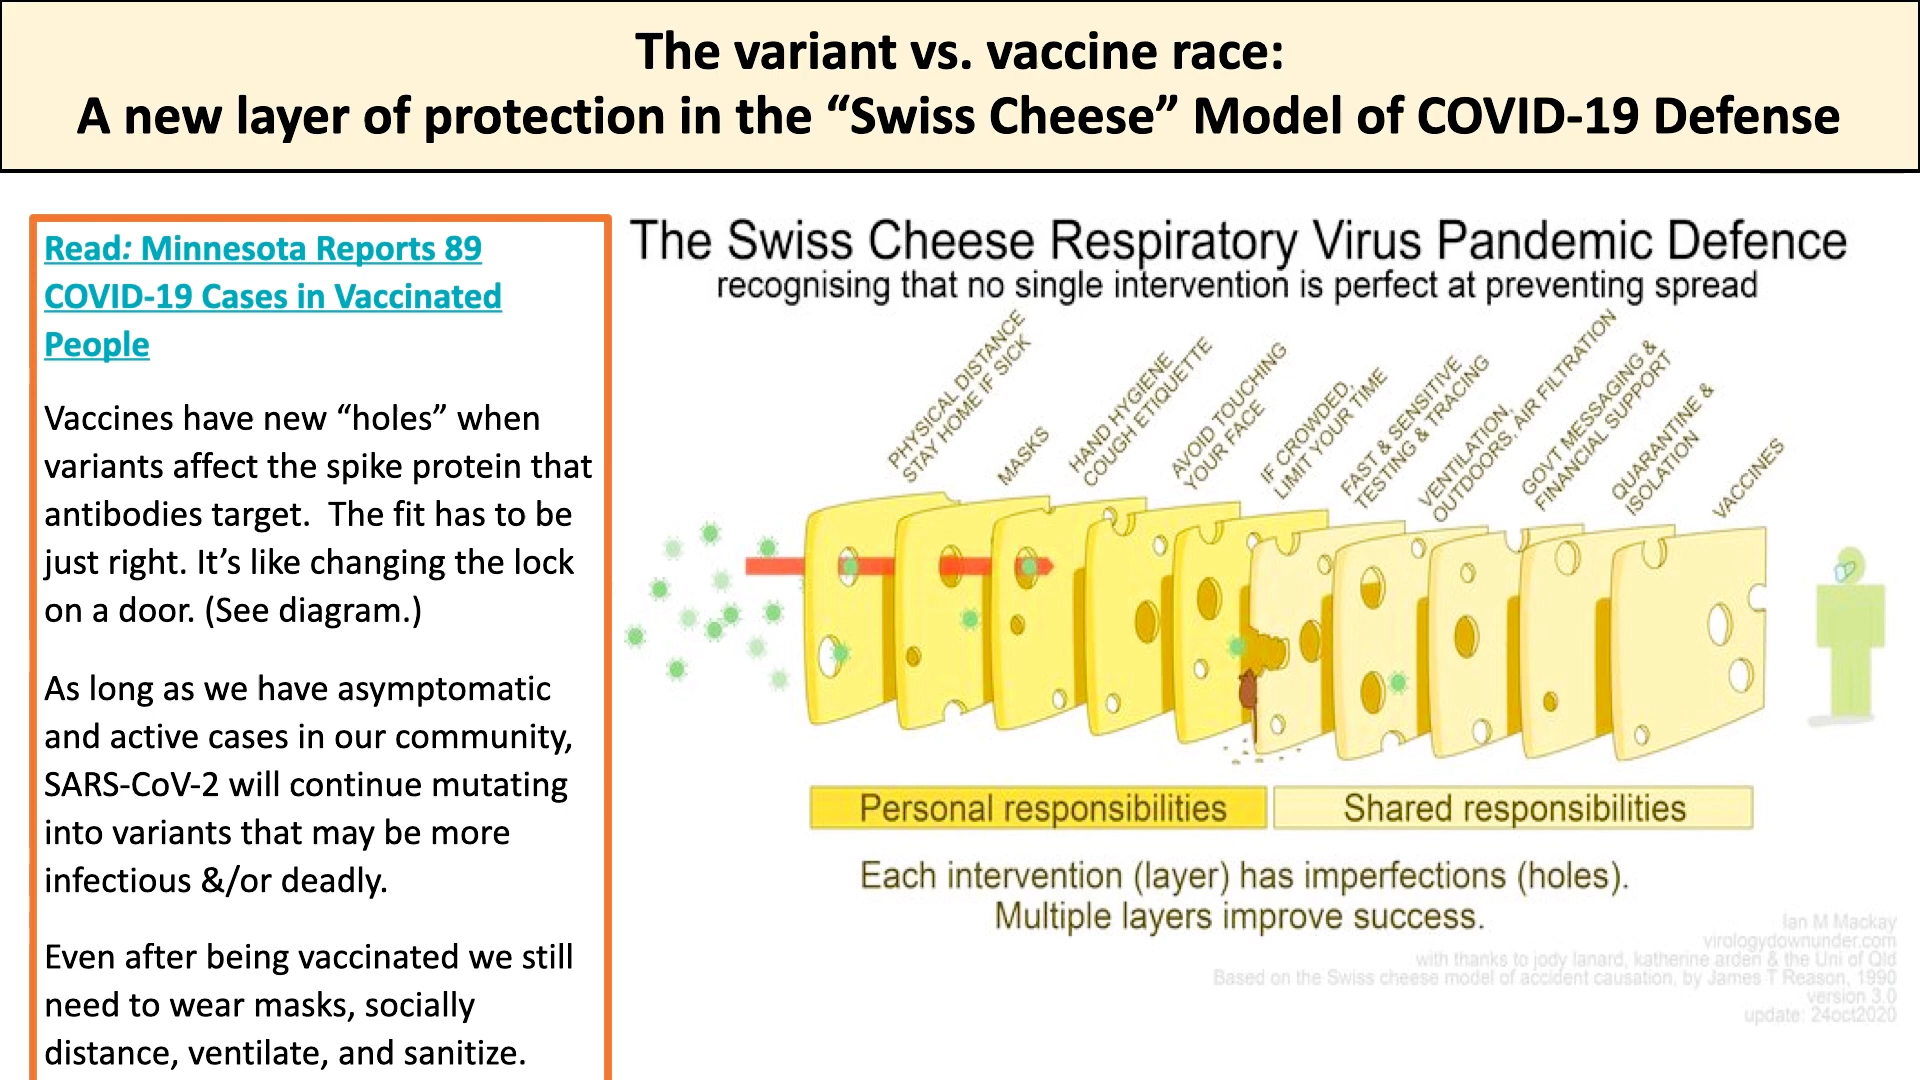 The variant vs. vaccine race:
A new layer of protection in the “Swiss Cheese” Model of COVID-19 Defense
Read: Minnesota Reports 89
COVID-19 Cases in Vaccinated
People
Vaccines have new “holes” when
variants affect the spike protein that
antibodies target.  The fit has to be
just right. It’s like changing the lock
on a door. (See diagram.)
As long as we have asymptomatic
and active cases in our community,
SARS-CoV-2 will continue mutating
into variants that may be more
infectious &/or deadly.
Even after being vaccinated we still
need to wear masks, socially
distance, ventilate, and sanitize.
The Swiss Cheese Respiratory Virus Pandemic Defence
recognising that no single intervention is perfect at preventing spread
PHYSICAL DISTANCE
STAY HOME IF SICK
MASKS
HAND HYGIENE
COUGH ETIQUETTE
AVOID TOUCHING
YOUR FACE
IF CROWDED,
LIMIT YOUR TIME
FAST & SENSITIVE
TESTING & TRACING
VENTILATION,
OUTDOORS, AIR FILTRATION
GOVT MESSAGING &
FINANCIAL SUPPORT
QUARANTINE &
ISOLATION
VACCINES
Personal responsibilities
Shared responsibilities
Each intervention (layer) has imperfections (holes).
Multiple layers improve success.
Ian M Mackay
virologydownunder.com
with thanks to jody lanard, katherine arden & the Uni of Qld
Based on the Swiss cheese model of accident causation, by James T Reason, 1990
version 3.0
update: 24oct2020